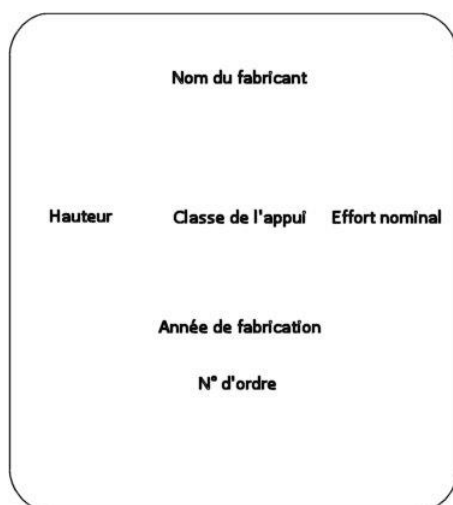 Nom du fabricant
Hauteur Classe de l'appui Effort nominal
Année de fabrication
N° d'ordre